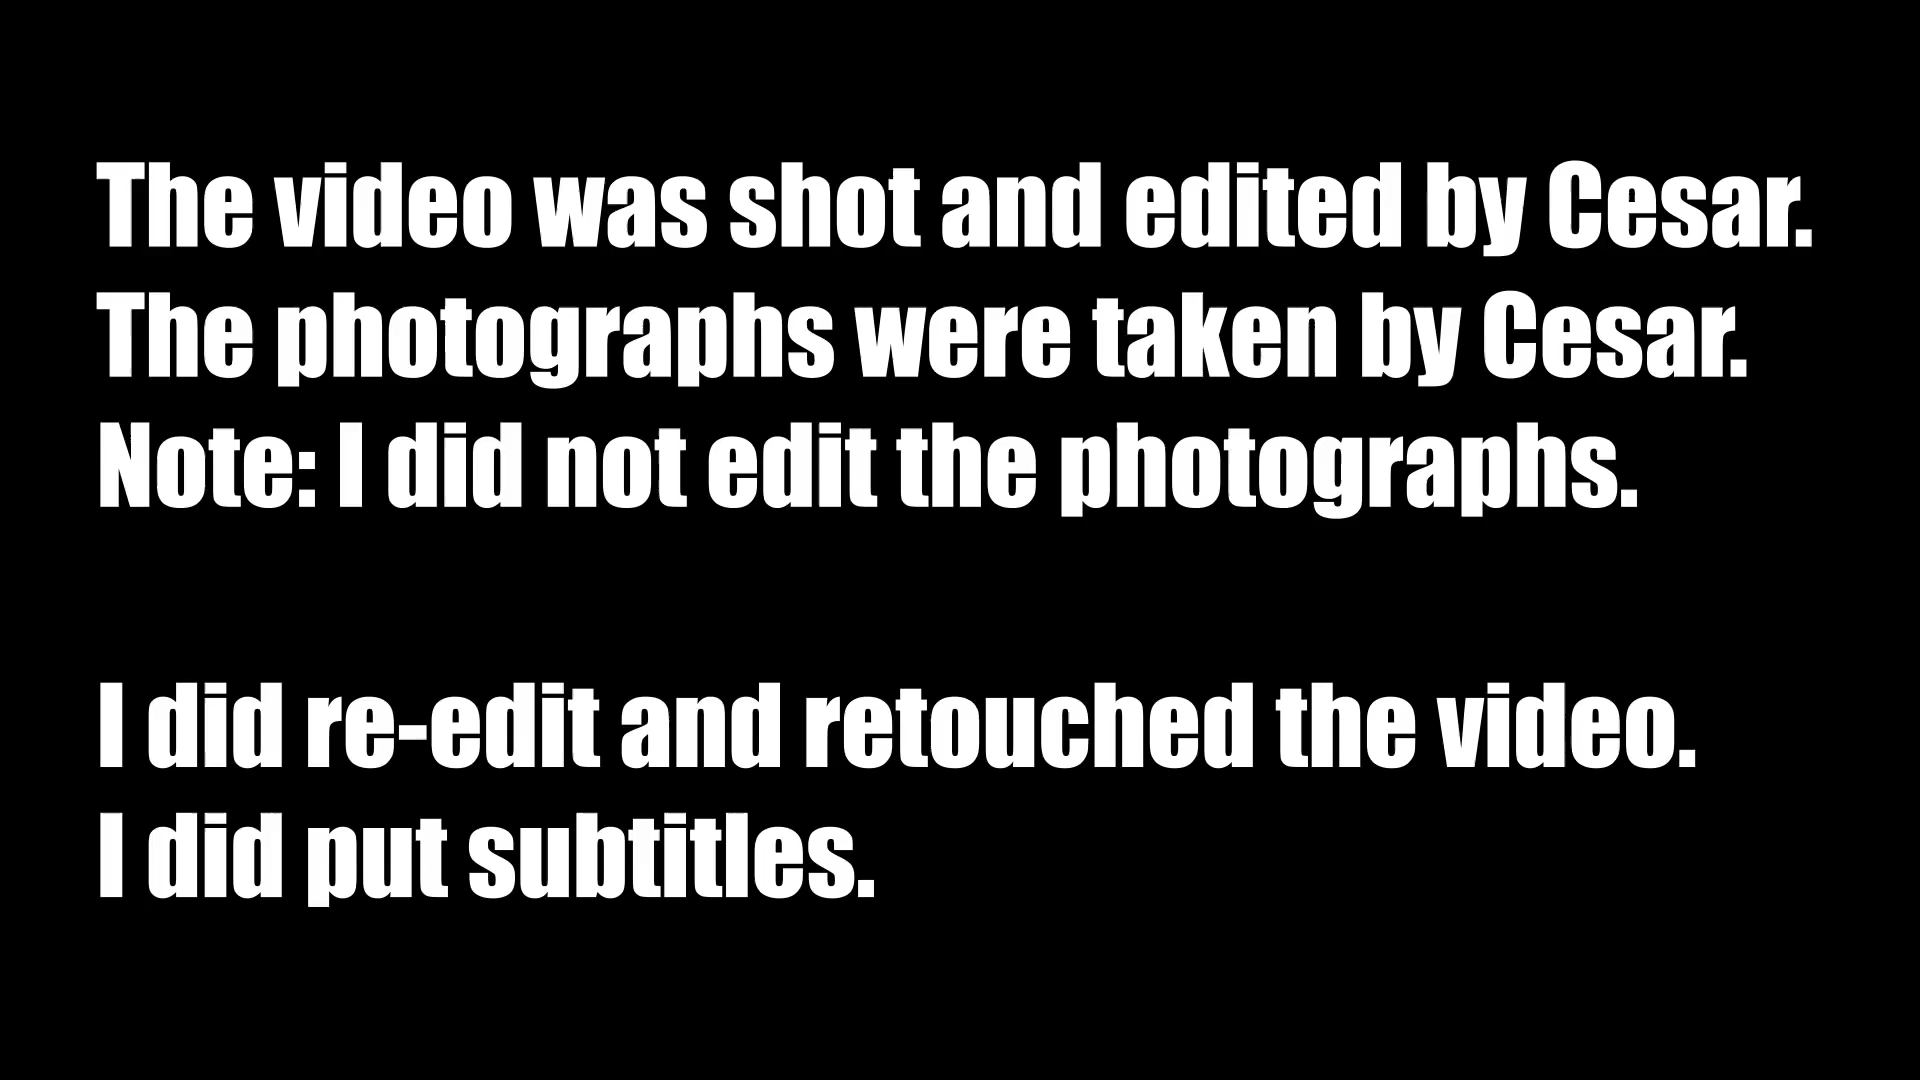 The video was shot and edited by Cesar.
The photographs were taken by Cesar.
Note: I did not edit the photographs.
I did re-edit and retouched the video.
I did put subtitles.